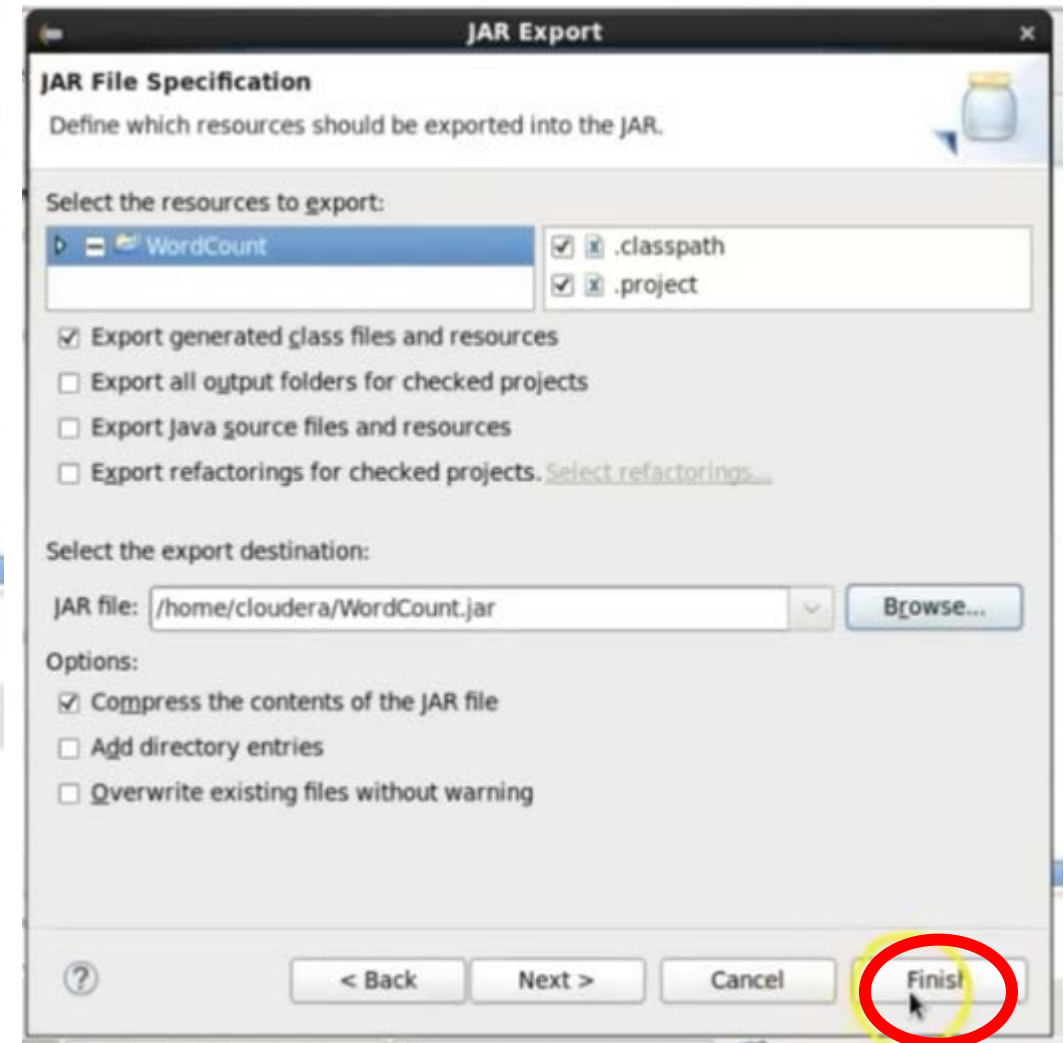 JAR Export
JAR File Specification
Define which resources should be exported into the JAR.
Select the resources to export:
WordCount
.classpath
.project
Export generated class files and resources
Export all output folders for checked projects
Export Java source files and resources
Export refactorings for checked projects. Select refactorings...
Select the export destination:
JAR file: /home/cloudera/WordCount.jar Browse...
Options:
Compress the contents of the JAR file
Add directory entries
Overwrite existing files without warning
? < Back Next > Cancel Finish